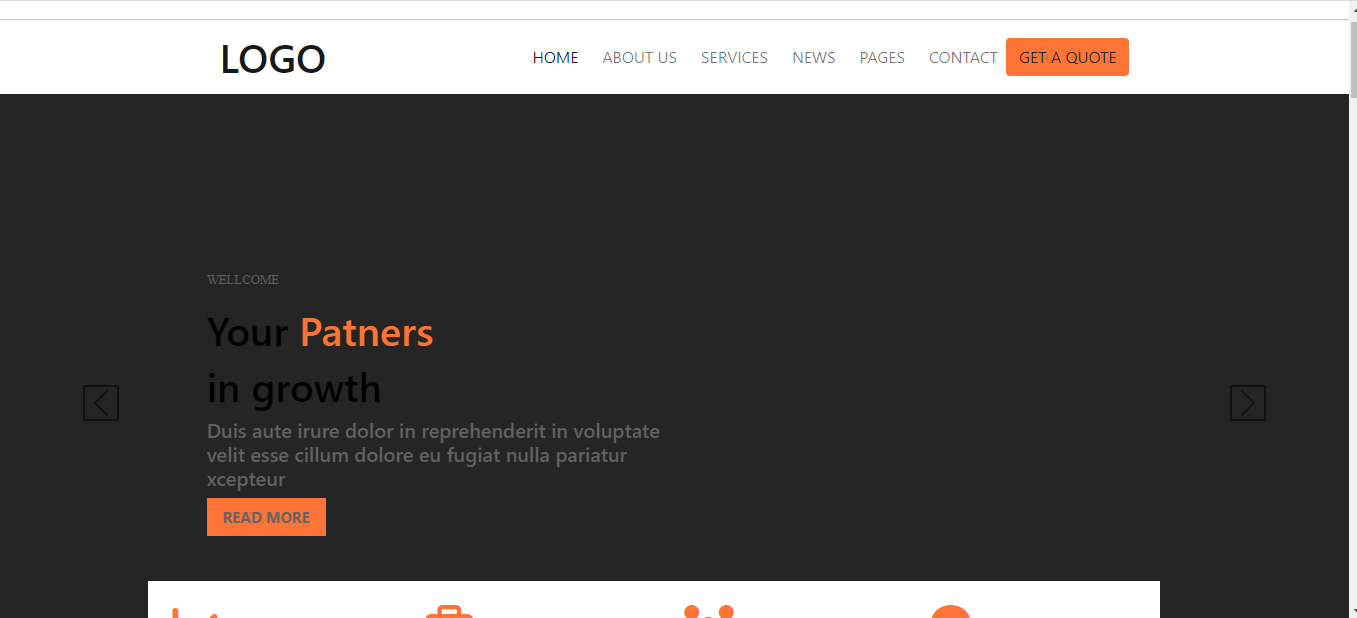 LOGO
HOME ABOUT US SERVICES NEWS PAGES CONTACT GET A QUOTE
WELLCOME
Your Patners
in growth
Duis aute irure dolor in reprehenderit in voluptate
velit esse cillum dolore eu fugiat nulla pariatur
xcepteur
READ MORE